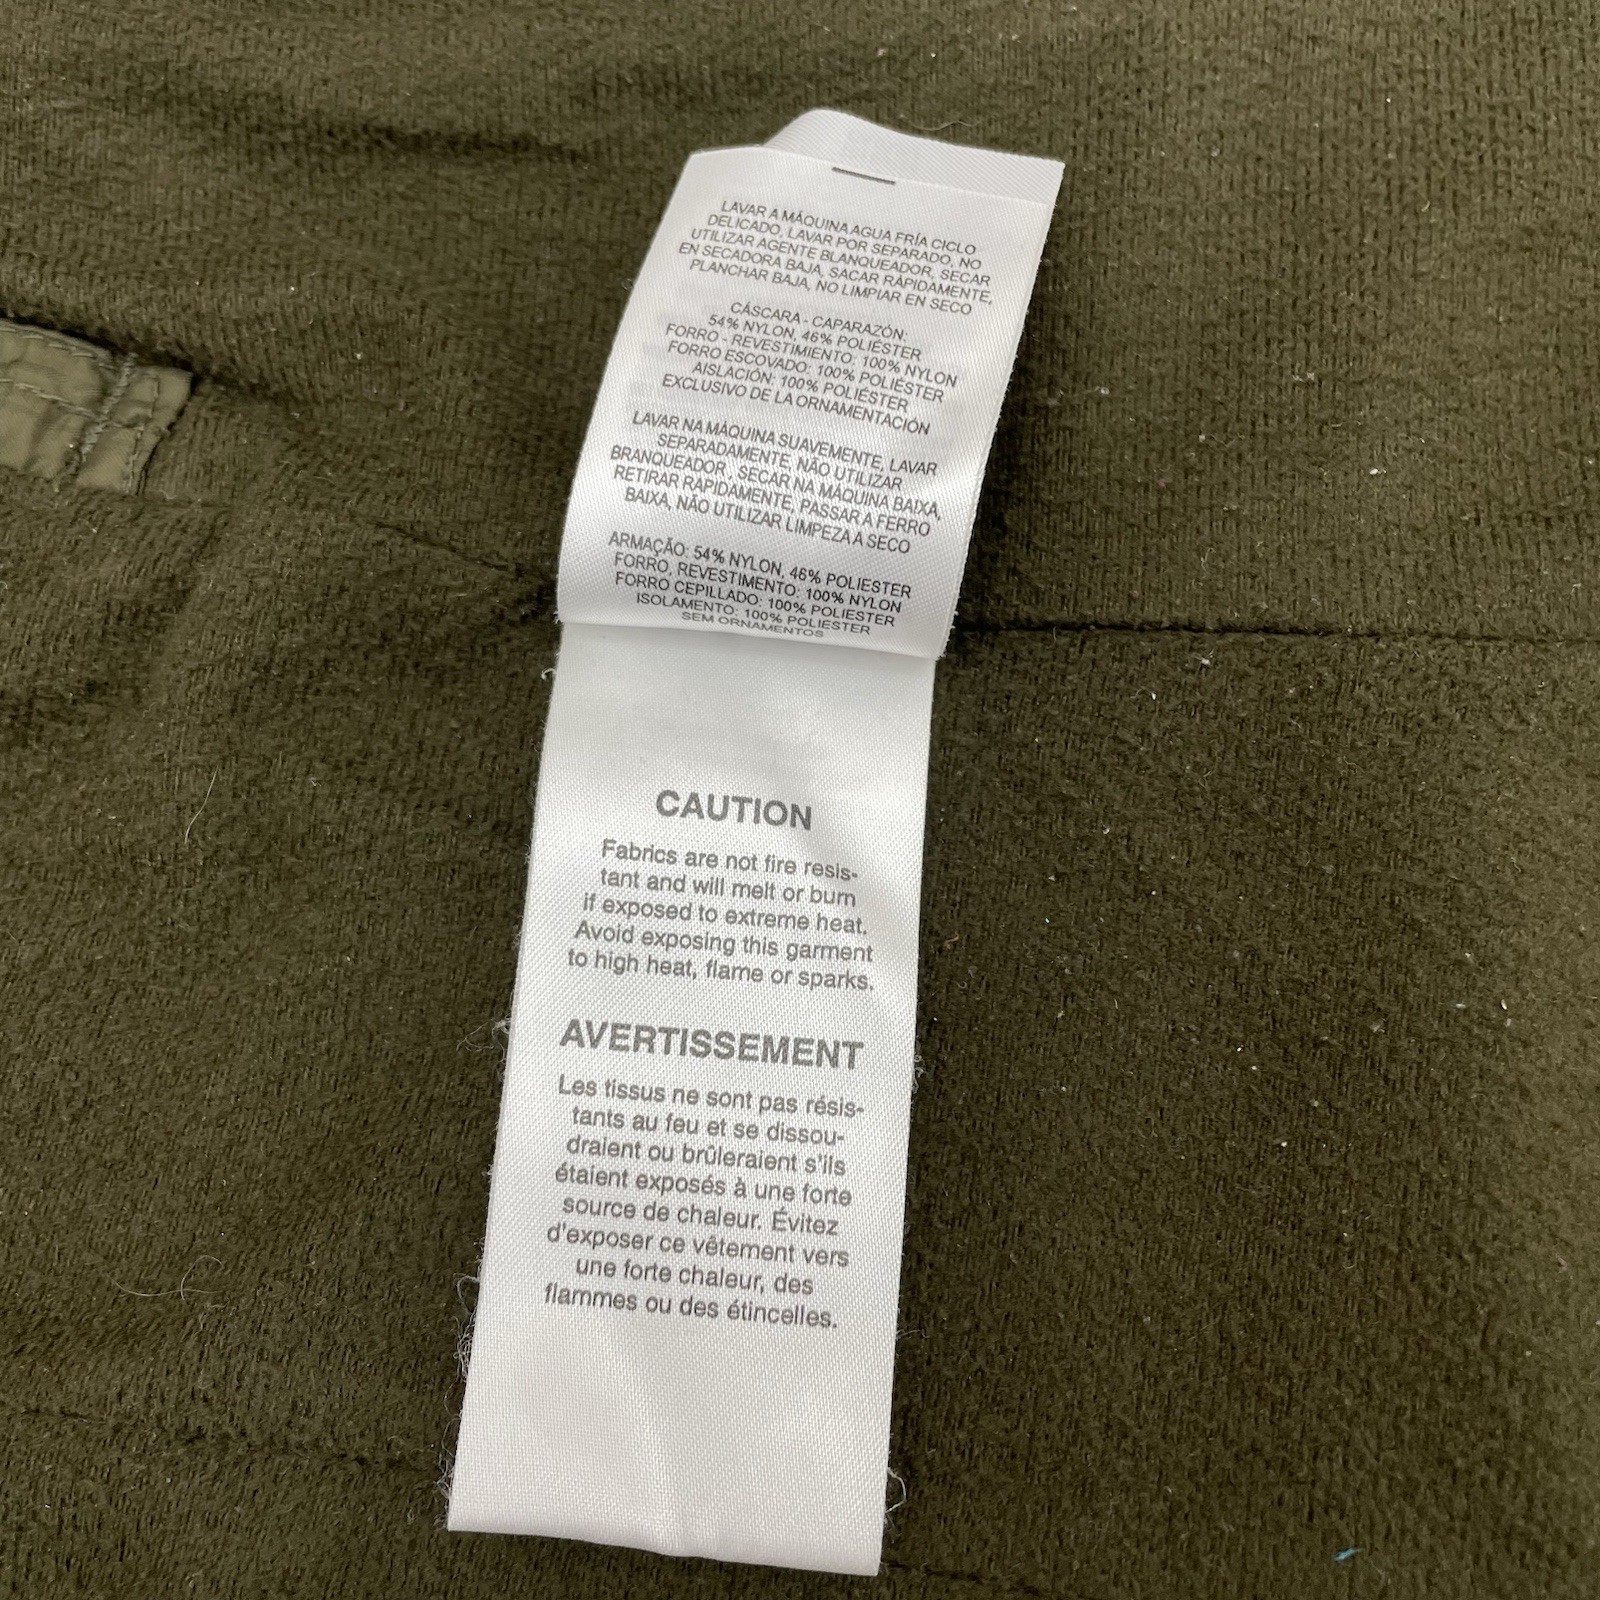 LAVAR A MÁQUINA AGUA FRÍA CICLO
DELICADO, LAVAR POR SEPARADO, NO
UTILIZAR AGENTE BLANQUEADOR, SECAR
EN SECADORA BAJA, SACAR RÁPIDAMENTE,
PLANCHAR BAJA, NO LIMPIAR EN SECO
CÁSCARA - CAPARAZÓN:
54% NYLON, 46% POLIÉSTER
FORRO - REVESTIMIENTO: 100% NYLON
FORRO ESCOVADO: 100% POLIÉSTER
AISLACIÓN: 100% POLIÉSTER
EXCLUSIVO DE LA ORNAMENTACIÓN
LAVAR NA MÁQUINA SUAVEMENTE, LAVAR
SEPARADAMENTE, NÃO UTILIZAR
BRANQUEADOR, SECAR NA MÁQUINA BAIXA,
RETIRAR RAPIDAMENTE, PASSAR A FERRO
BAIXA, NÃO UTILIZAR LIMPEZA A SECO
ARMAÇÃO: 54% NYLON, 46% POLIESTER
FORRO, REVESTIMENTO: 100% NYLON
FORRO CEPILLADO: 100% POLIESTER
ISOLAMENTO: 100% POLIESTER
SEM ORNAMENTOS
CAUTION
Fabrics are not fire resis-
tant and will melt or burn
if exposed to extreme heat.
Avoid exposing this garment
to high heat, flame or sparks.
AVERTISSEMENT
Les tissus ne sont pas résis-
tants au feu et se dissou-
draient ou brûleraient s'ils
étaient exposés à une forte
source de chaleur. Évitez
d'exposer ce vêtement vers
une forte chaleur, des
flammes ou des étincelles.